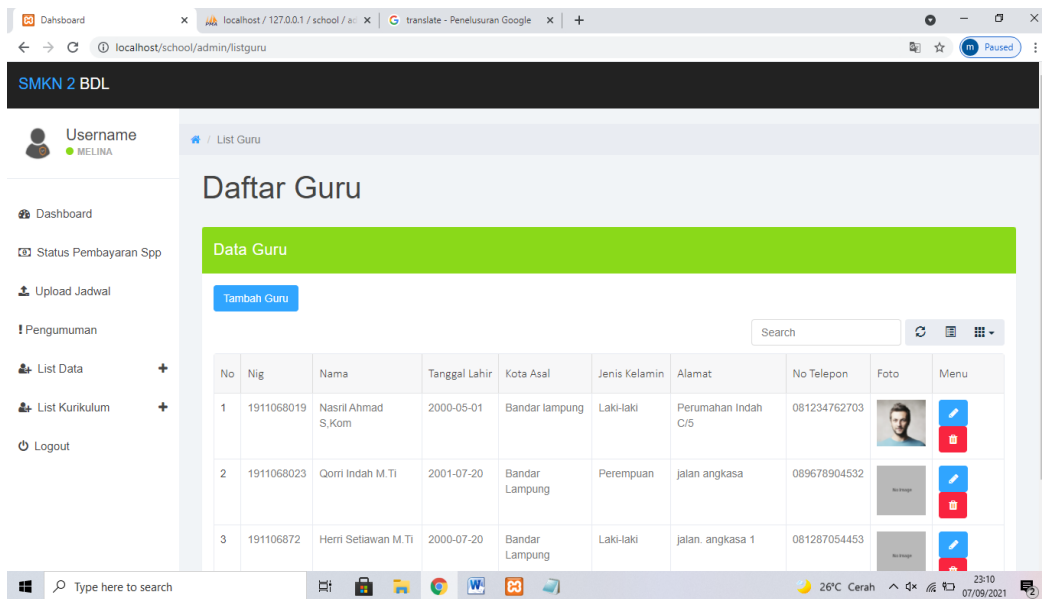 Dahsboard
localhost / 127.0.0.1 / school / ad
translate - Penelusuran Google
localhost/school/admin/listguru
m Paused
SMKN 2 BDL
Username
MELINA
Dashboard
Status Pembayaran Spp
Upload Jadwal
Pengumuman
List Data
List Kurikulum
Logout
/ List Guru
Daftar Guru
Data Guru
Tambah Guru
Search
No Nig Nama Tanggal Lahir Kota Asal Jenis Kelamin Alamat No Telepon Foto Menu
1 1911068019 Nasril Ahmad Bandar lampung Laki-laki Perumahan Indah 081234762703
S,Kom 2000-05-01 C/5
2 1911068023 Qorri Indah M.Ti 2001-07-20 Bandar Perempuan jalan angkasa 089678904532
Lampung
No Image
3 191106872 Herri Setiawan M.Ti 2000-07-20 Bandar Laki-laki jalan. angkasa 1 081287054453
Lampung
No Image
Type here to search
26°C Cerah
23:10
07/09/2021
2